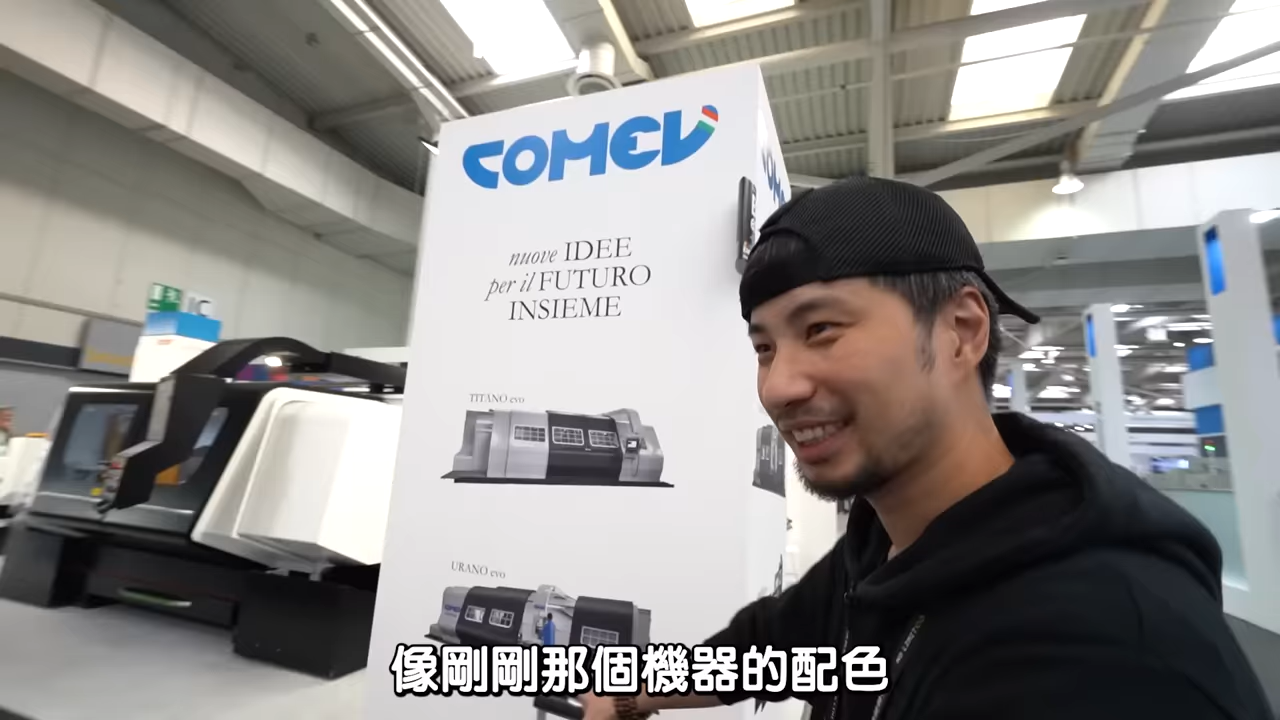 COMEV
nuove IDEE
per il FUTURO
INSIEME
TITANO evo
URANO evo
像剛剛那個機器的配色